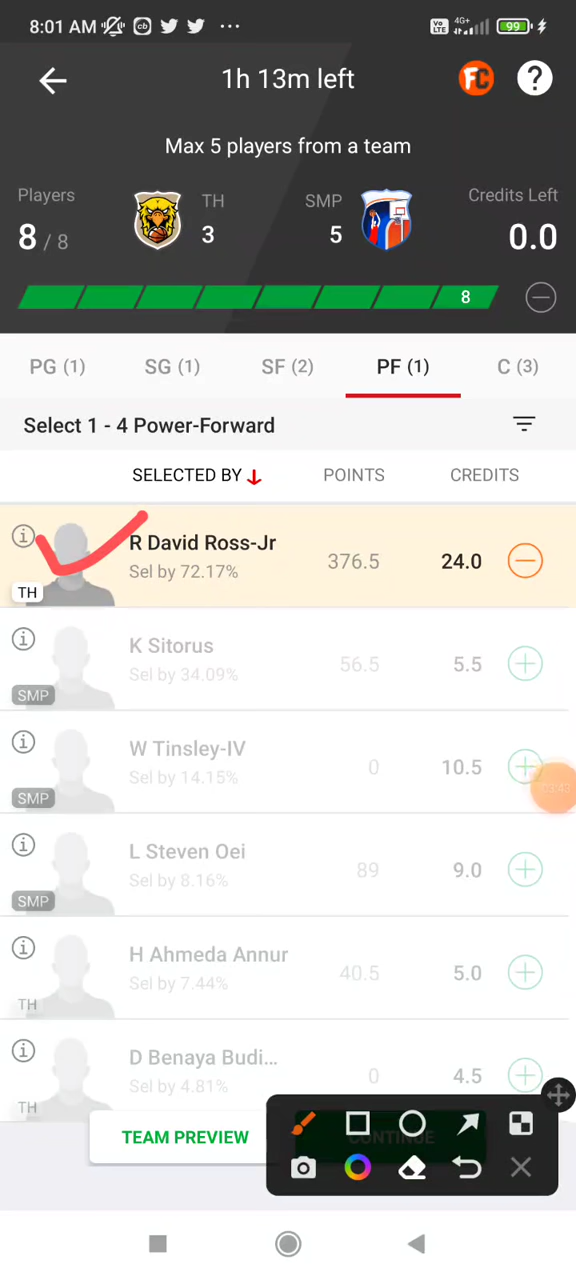 8:01 AM
Vo LTE 4G+ 99
1h 13m left
FC ?
Max 5 players from a team
Players TH SMP Credits Left
8 / 8 3 5 0.0
8
PG (1) SG (1) SF (2) PF (1) C (3)
Select 1 - 4 Power-Forward
SELECTED BY POINTS CREDITS
R David Ross-Jr
Sel by 72.17% 376.5 24.0
TH
K Sitorus
Sel by 34.09% 56.5 5.5
SMP
W Tinsley-IV
Sel by 14.15% 0 10.5
SMP
L Steven Oei
Sel by 8.16% 89 9.0
SMP
H Ahmeda Annur
Sel by 7.44% 40.5 5.0
TH
D Benaya Budi...
Sel by 4.81% 0 4.5
TH
TEAM PREVIEW CONTINUE